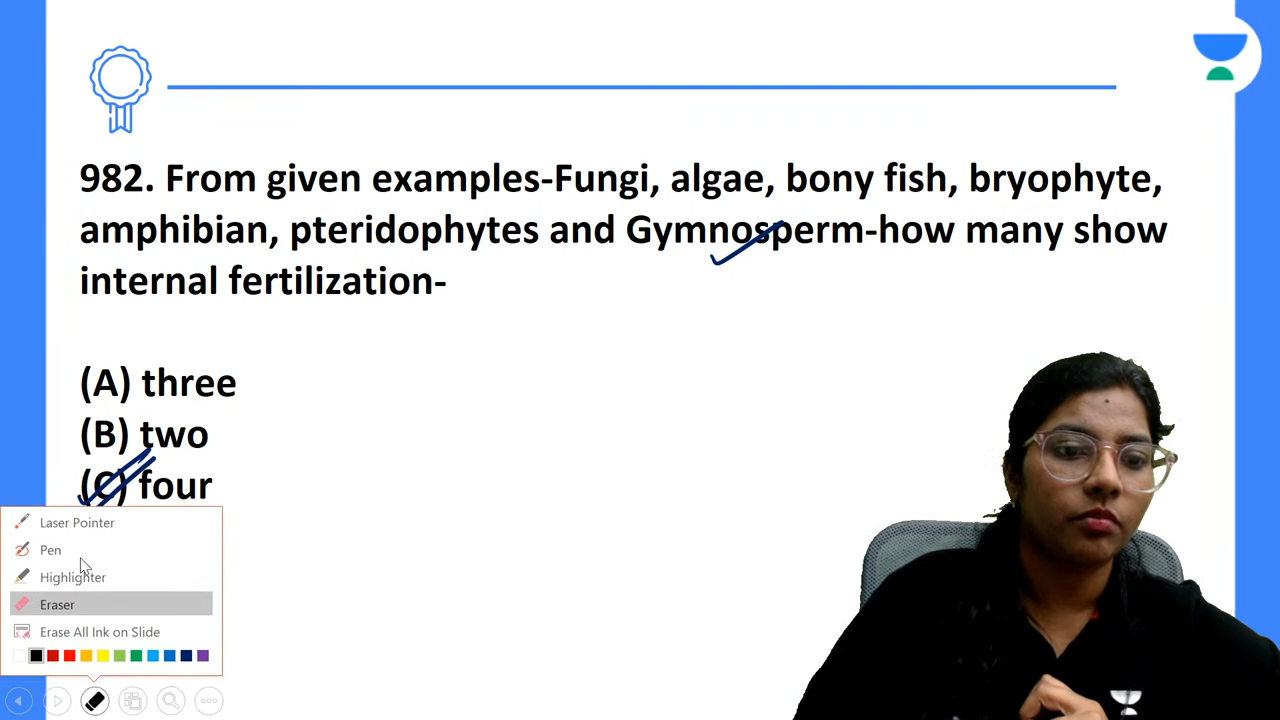 982. From given examples-Fungi, algae, bony fish, bryophyte,
amphibian, pteridophytes and Gymnosperm-how many show
internal fertilization-
(A) three
(B) two
(C) four
Laser Pointer
Pen
Highlighter
Eraser
Erase All Ink on Slide